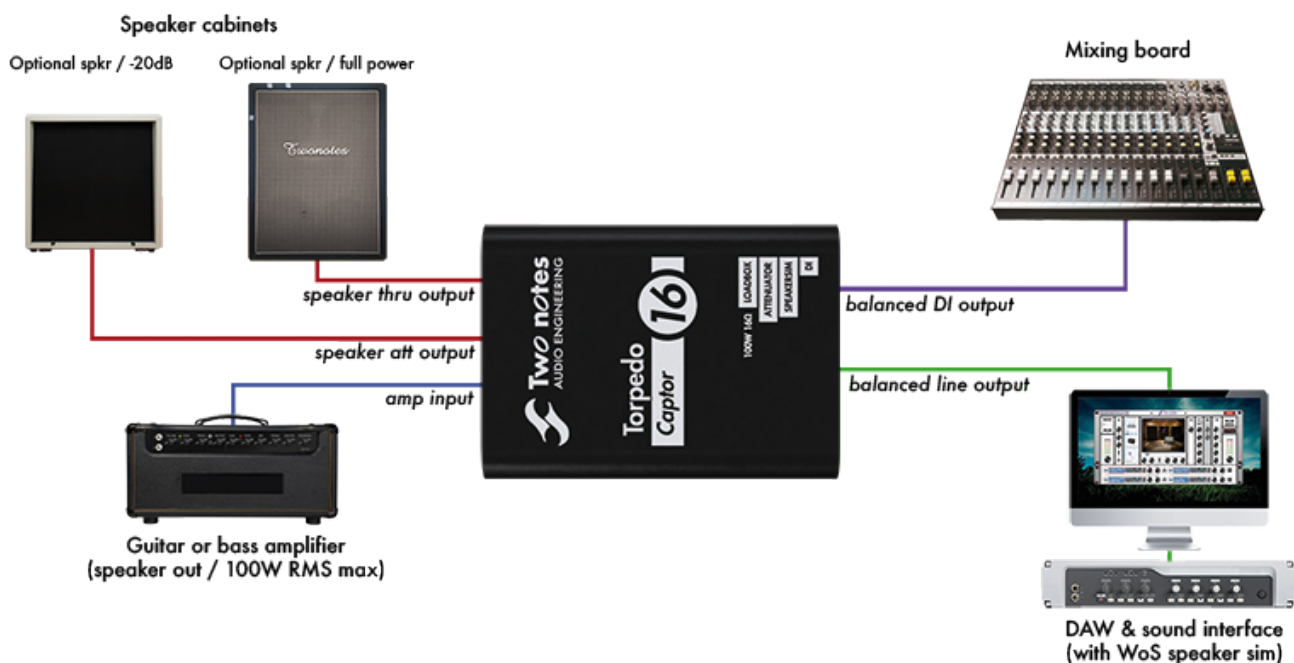 Speaker cabinets
Optional spkr / -20dB
Optional spkr / full power
Twonotes
Mixing board
speaker thru output
speaker att output
amp input
Two notes
AUDIO ENGINEERING
Torpedo
Captor
16
100W 16Ω
LOADBOX
ATTENUATOR
SPEAKERSIM
DI
balanced DI output
balanced line output
Guitar or bass amplifier
(speaker out / 100W RMS max)
DAW & sound interface
(with WoS speaker sim)